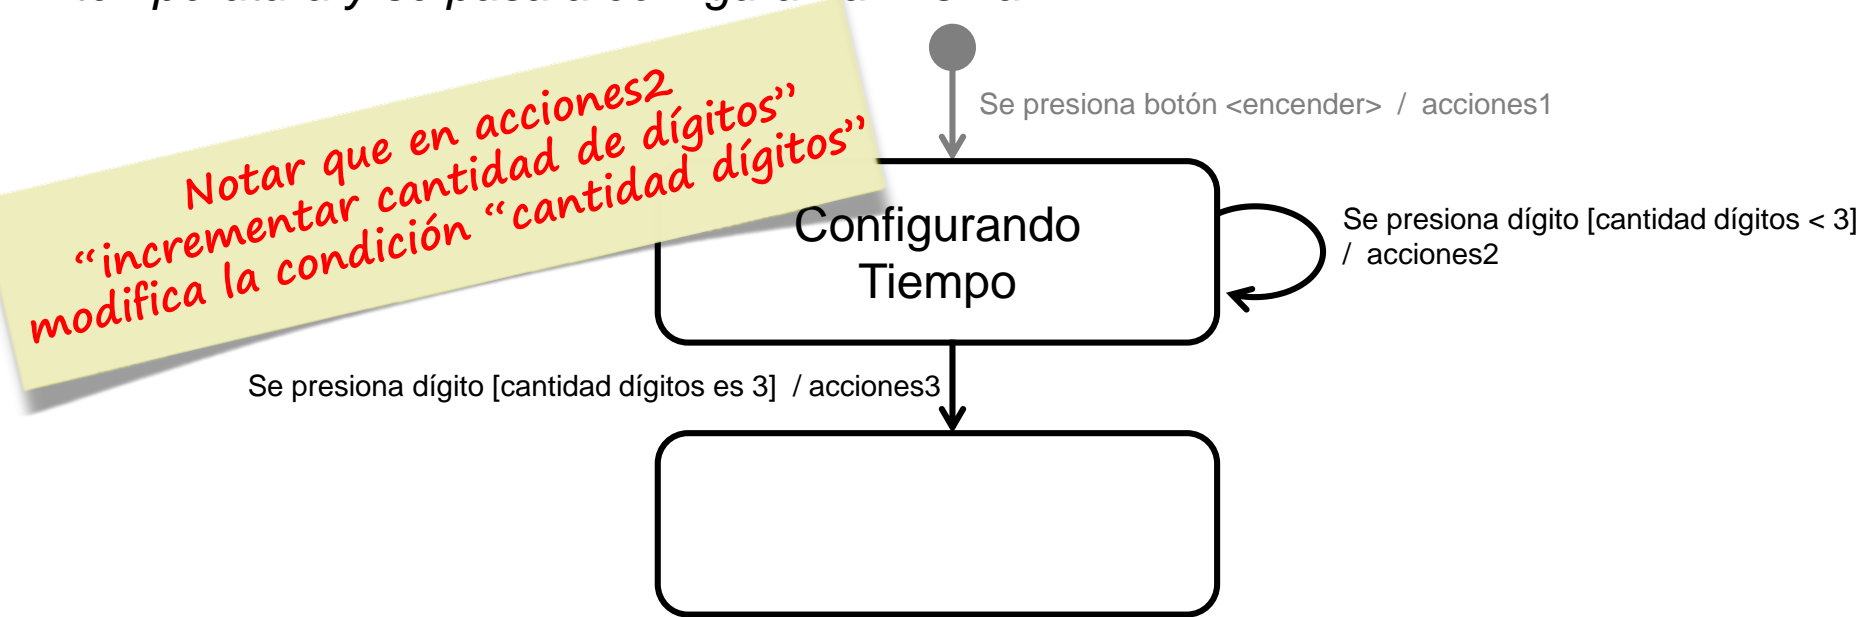 Se presiona botón <encender> / acciones1
Notar que en acciones2
“incrementar cantidad de dígitos”
modifica la condición “cantidad dígitos”
Configurando
Tiempo
Se presiona dígito [cantidad dígitos < 3]
/ acciones2
Se presiona dígito [cantidad dígitos es 3] / acciones3